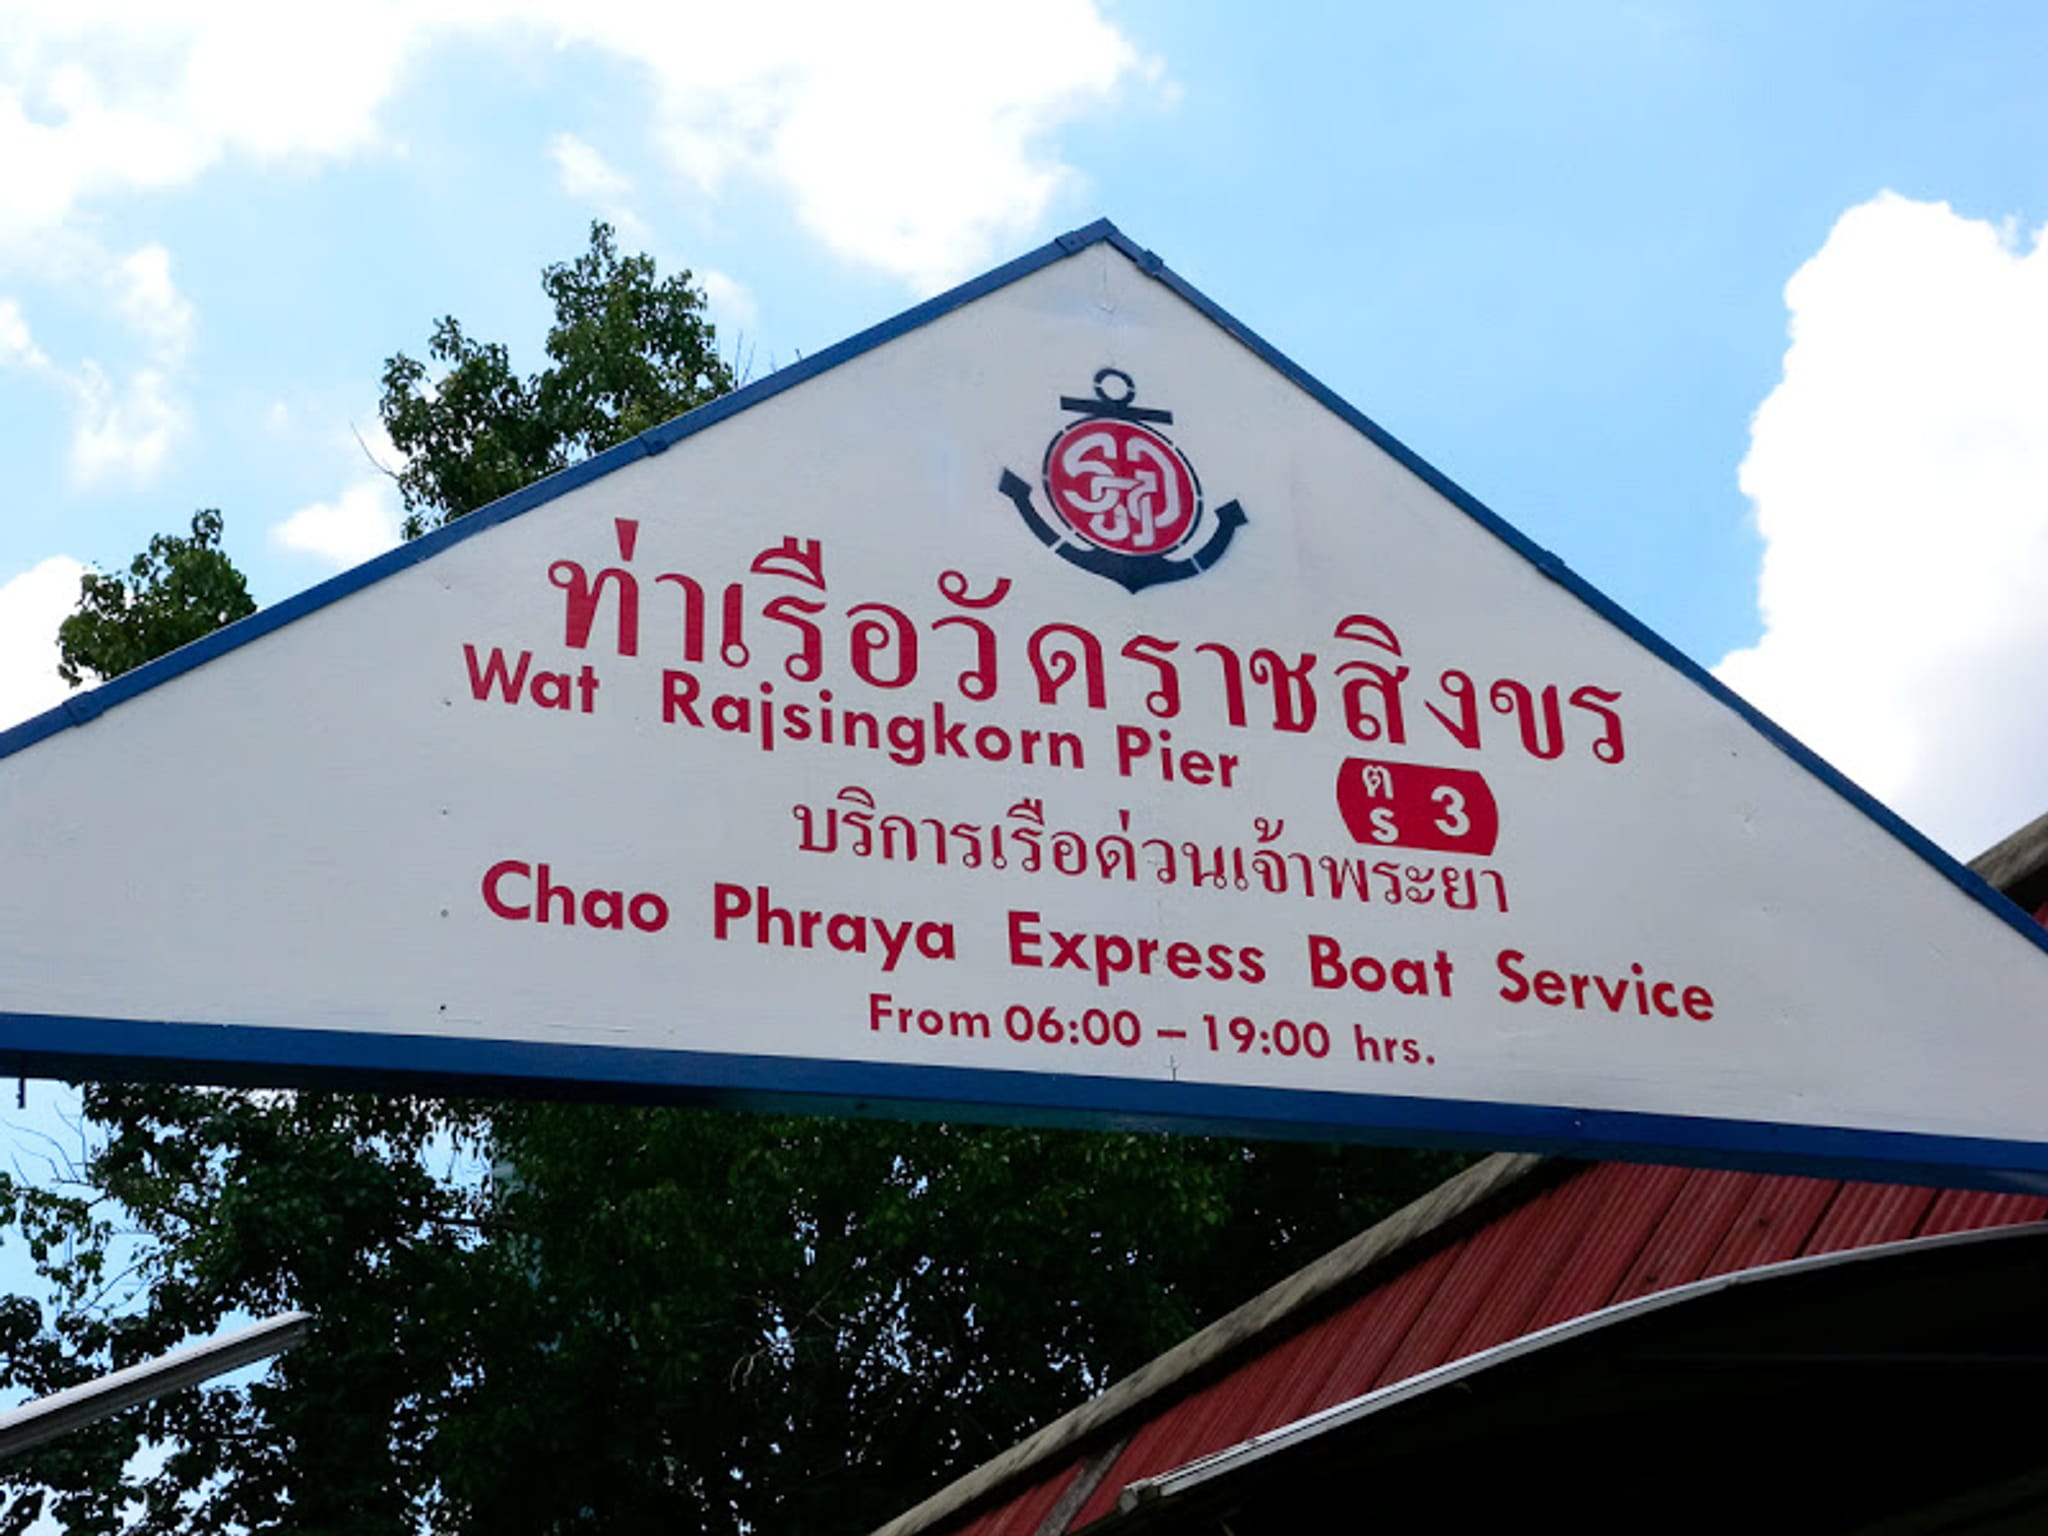 ท่าเรือวัดราชสิงขร
Wat Rajsingkorn Pier
ต
S 3
บริการเรือด่วนเจ้าพระยา
Chao Phraya Express Boat Service
From 06:00 – 19:00 hrs.